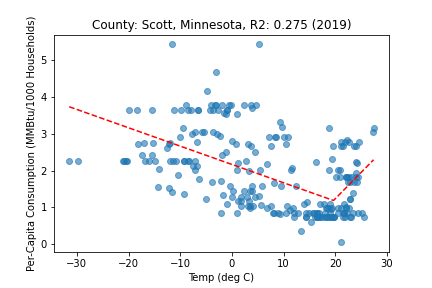 County: Scott, Minnesota, R2: 0.275 (2019)
Per-Capita Consumption (MMBtu/1000 Households)
5
4
3
2
1
0
−30 −20 −10 0 10 20 30
Temp (deg C)